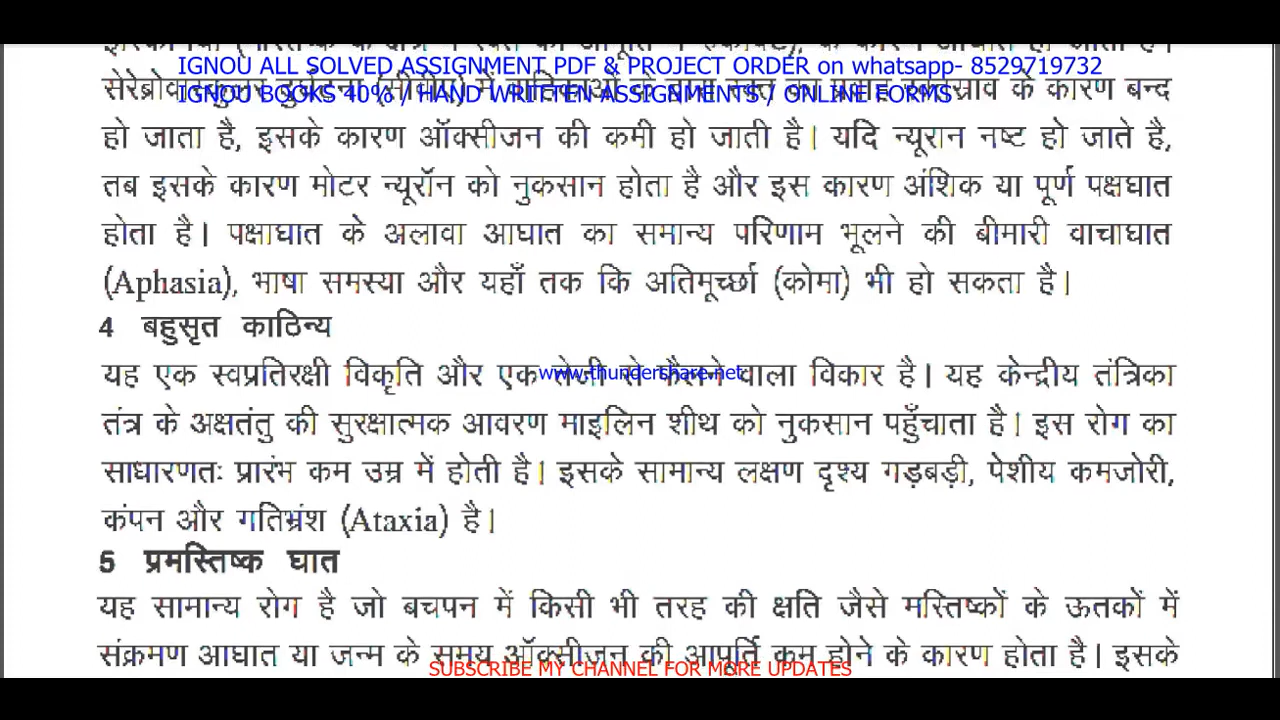 IGNOU ALL SOLVED ASSIGNMENT PDF & PROJECT ORDER on whatsapp- 8529719732
के कारण बन्द
IGNOU BOOKS 40% / HAND WRITTEN ASSIGNMENTS / ONLINE FORMS
हो जाता है, इसके कारण ऑक्सीजन की कमी हो जाती है। यदि न्यूरान नष्ट हो जाते है,
तब इसके कारण मोटर न्यूरॉन को नुकसान होता है और इस कारण अंशिक या पूर्ण पक्षघात
होता है। पक्षाघात के अलावा आघात का समान्य परिणाम भूलने की बीमारी वाचाघात
(Aphasia), भाषा समस्या और यहाँ तक कि अतिमूर्च्छा (कोमा) भी हो सकता है।
4 बहुसृत काठिन्य
यह एक स्वप्रतिरक्षी विकृति और एक तेजी से फैलने वाला विकार है। यह केन्द्रीय तंत्रिका
www.thundershare.net
तंत्र के अक्षतंतु की सुरक्षात्मक आवरण माइलिन शीथ को नुकसान पहुँचाता है। इस रोग का
साधारणतः प्रारंभ कम उम्र में होती है। इसके सामान्य लक्षण दृश्य गड़बड़ी, पेशीय कमजोरी,
कंपन और गतिभ्रंश (Ataxia) है।
5 प्रमस्तिष्क घात
यह सामान्य रोग है जो बचपन में किसी भी तरह की क्षति जैसे मस्तिष्कों के ऊतकों में
संक्रमण आघात या जन्म के समय ऑक्सीजन की आपूर्ति कम होने के कारण होता है। इसके
SUBSCRIBE MY CHANNEL FOR MORE UPDATES